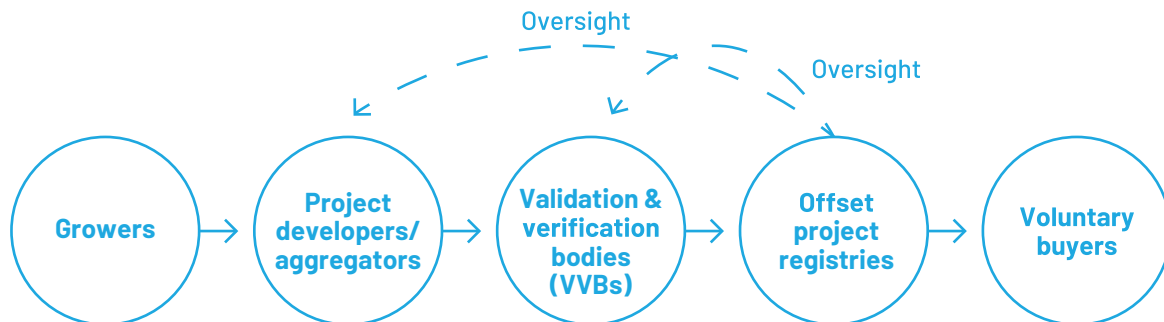 Oversight
Oversight
Growers
Project
developers/
aggregators
Validation &
verification
bodies
(VVBs)
Offset
project
registries
Voluntary
buyers